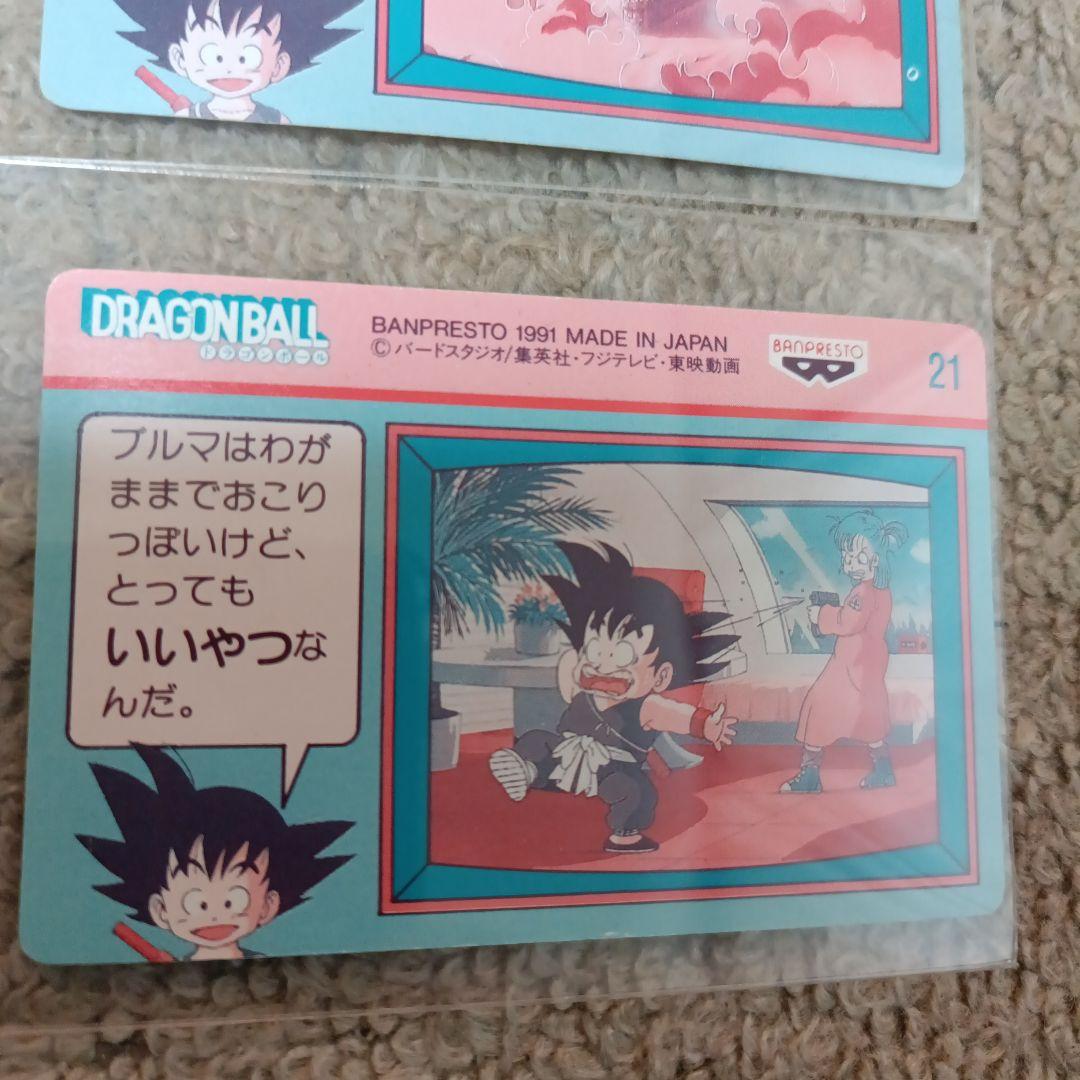 DRAGONBALL
ドラゴンボール
BANPRESTO 1991 MADE IN JAPAN
©バードスタジオ/集英社・フジテレビ・東映動画
BANPRESTO
21
ブルマはわが
ままでおこり
っぽいけど、
とっても
いいやつな
んだ。